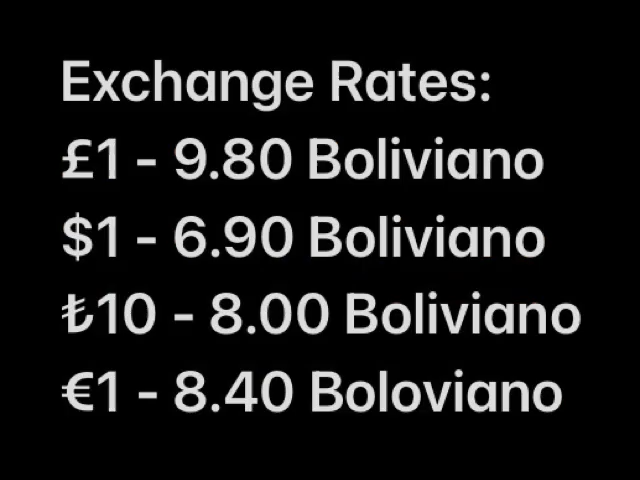 Exchange Rates:
£1 - 9.80 Boliviano
$1 - 6.90 Boliviano
₺10 - 8.00 Boliviano
€1 - 8.40 Boloviano